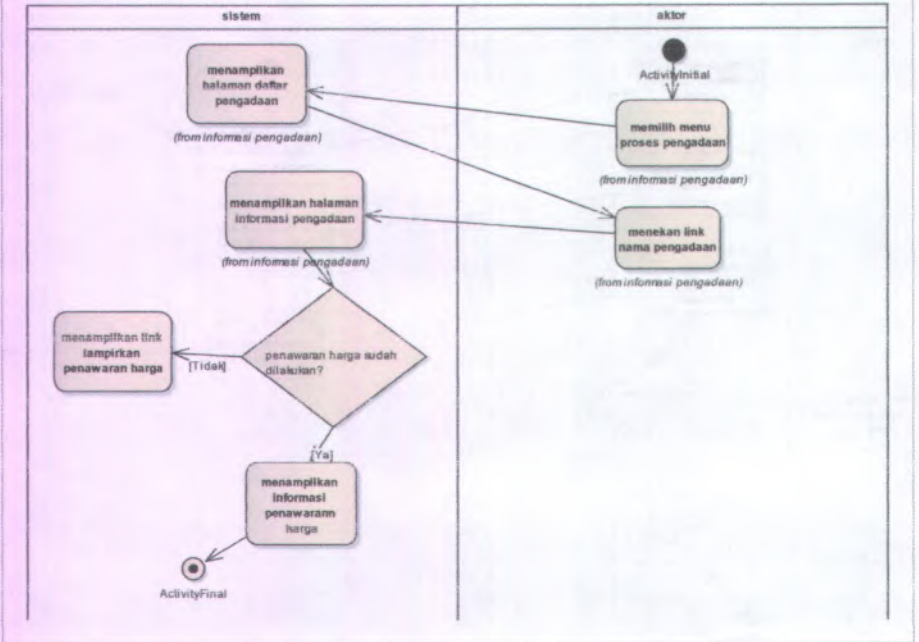 sistem
aktor
ActivityInitial
menampilkan
halaman daftar
pengadaan
(from informasi pengadaan)
memilih menu
proses pengadaan
(from informasi pengadaan)
menampilkan halaman
informasi pengadaan
(from informasi pengadaan)
menekan link
nama pengadaan
(from informasi pengadaan)
menampilkan link
lampirkan
penawaran harga
[Tidak]
penawaran harga sudah
dilakukan?
[Ya]
menampilkan
informasi
penawarann
harga
ActivityFinal